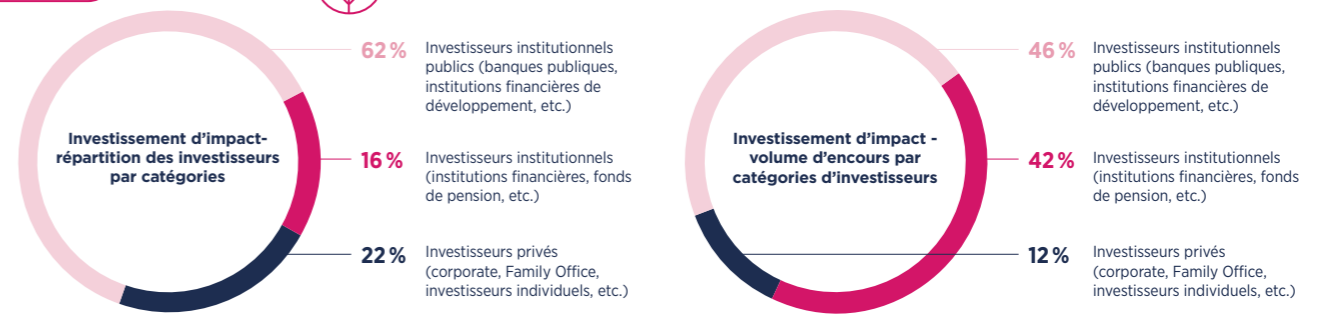 Investissement d'impact-
répartition des investisseurs
par catégories
62 %
Investisseurs institutionnels
publics (banques publiques,
institutions financières de
développement, etc.)
16 %
Investisseurs institutionnels
(institutions financières, fonds
de pension, etc.)
22 %
Investisseurs privés
(corporate, Family Office,
investisseurs individuels, etc.)
Investissement d'impact -
volume d'encours par
catégories d'investisseurs
46 %
Investisseurs institutionnels
publics (banques publiques,
institutions financières de
développement, etc.)
42 %
Investisseurs institutionnels
(institutions financières, fonds
de pension, etc.)
12 %
Investisseurs privés
(corporate, Family Office,
investisseurs individuels, etc.)